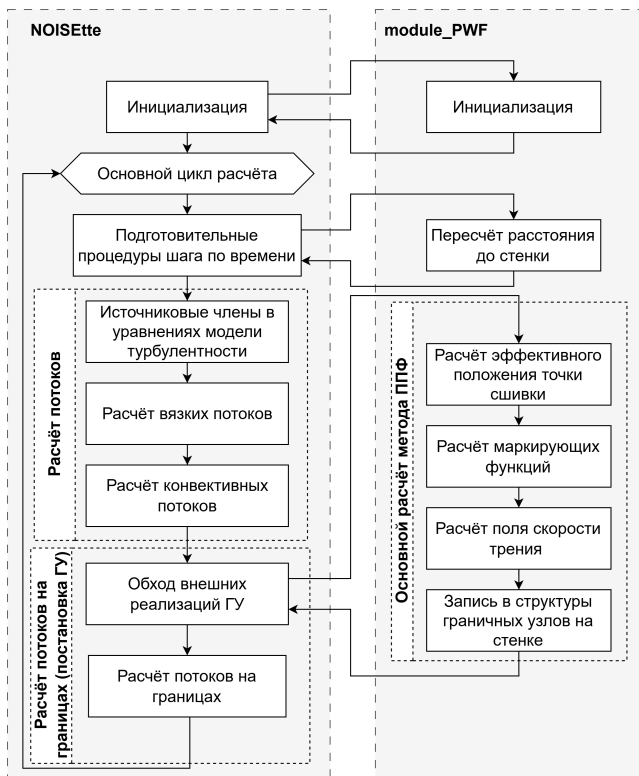 NOISEtte
module_PWF
Инициализация
Инициализация
Основной цикл расчёта
Подготовительные
процедуры шага по времени
Пересчёт расстояния
до стенки
Расчёт потоков
Источниковые члены в
уравнениях модели
турбулентности
Расчёт вязких потоков
Расчёт конвективных
потоков
Основной расчёт метода ППФ
Расчёт эффективного
положения точки
сшивки
Расчёт маркирующих
функций
Расчёт поля скорости
трения
Запись в структуры
граничных узлов на
стенке
Расчёт потоков на
границах (постановка ГУ)
Обход внешних
реализаций ГУ
Расчёт потоков на
границах